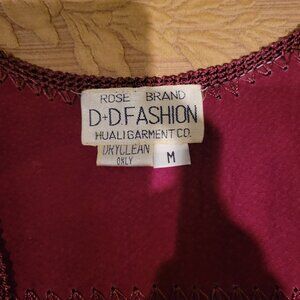 ROSE BRAND
D+D FASHION
HUALI GARMENT CO.
DRYCLEAN
ONLY
M